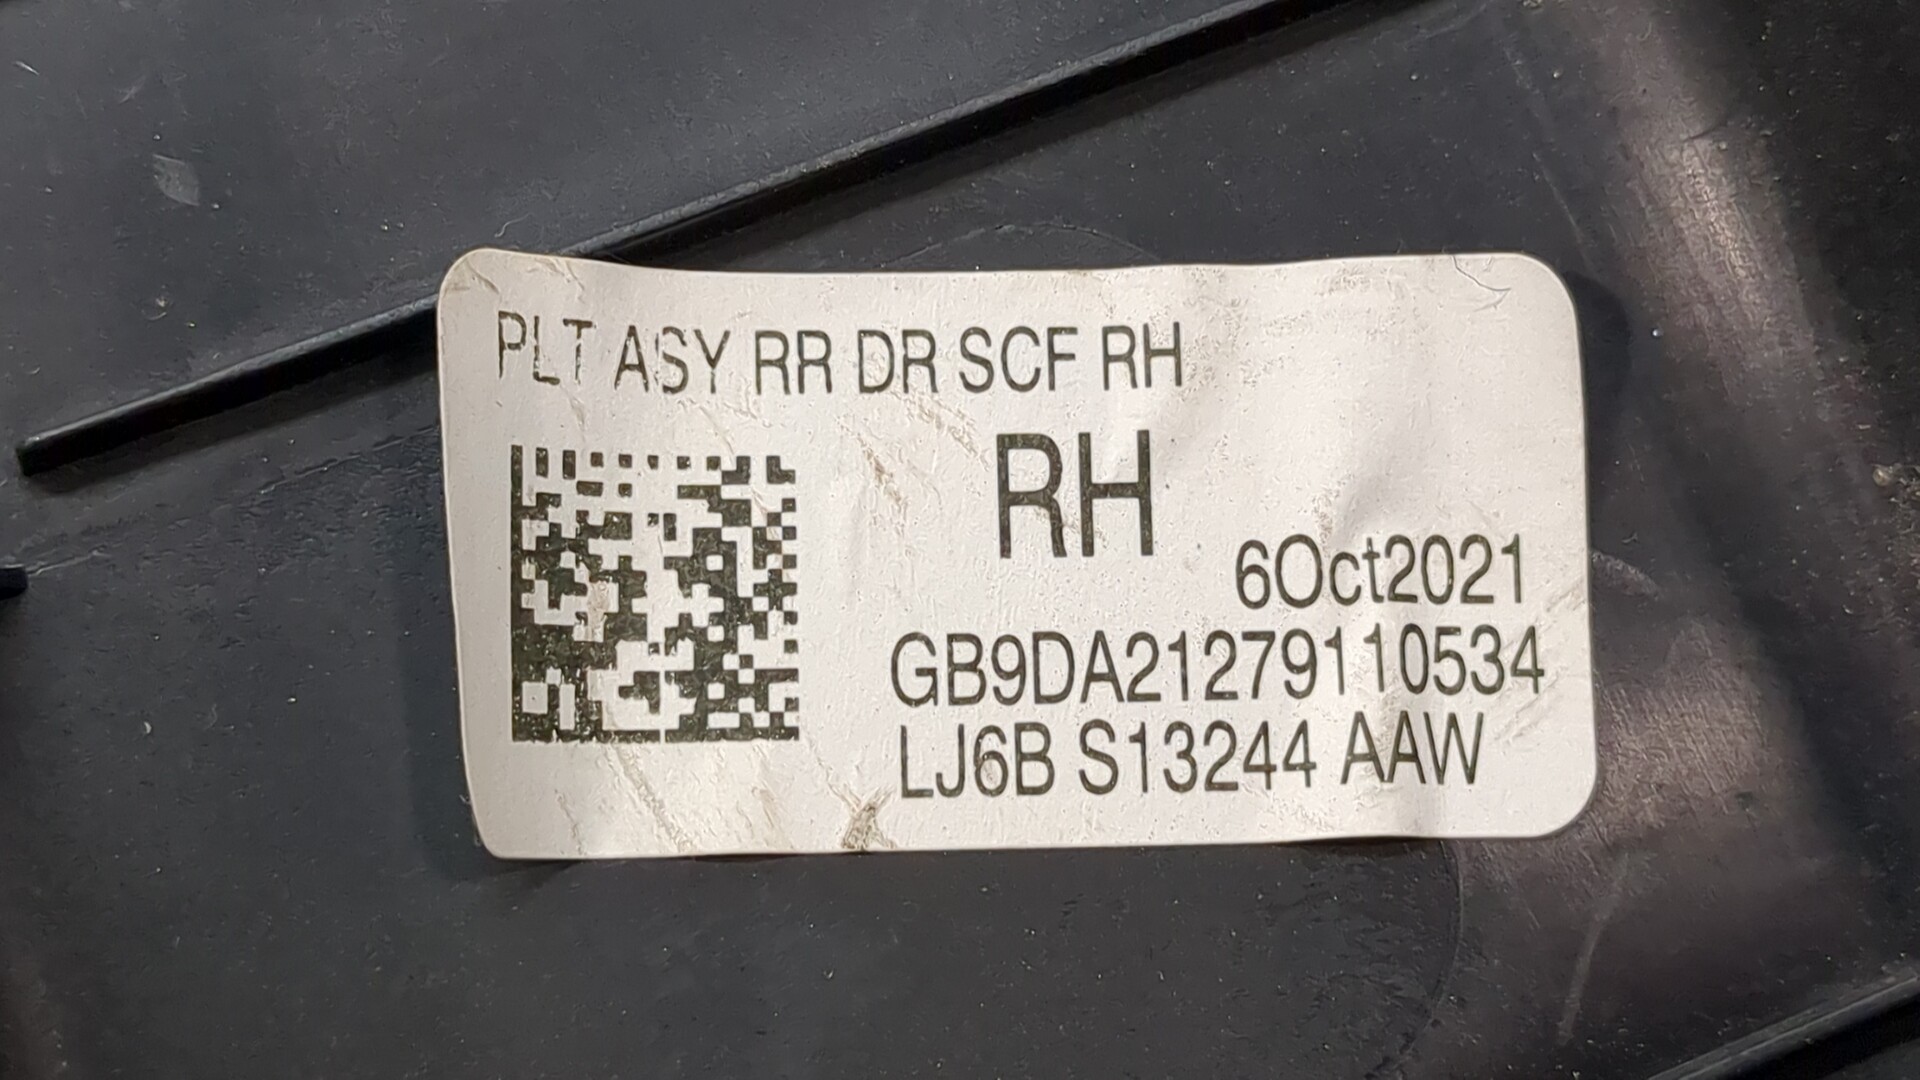 PLT ASY RR DR SCF RH
RH
6Oct2021
GB9DA21279110534
LJ6B S13244 AAW